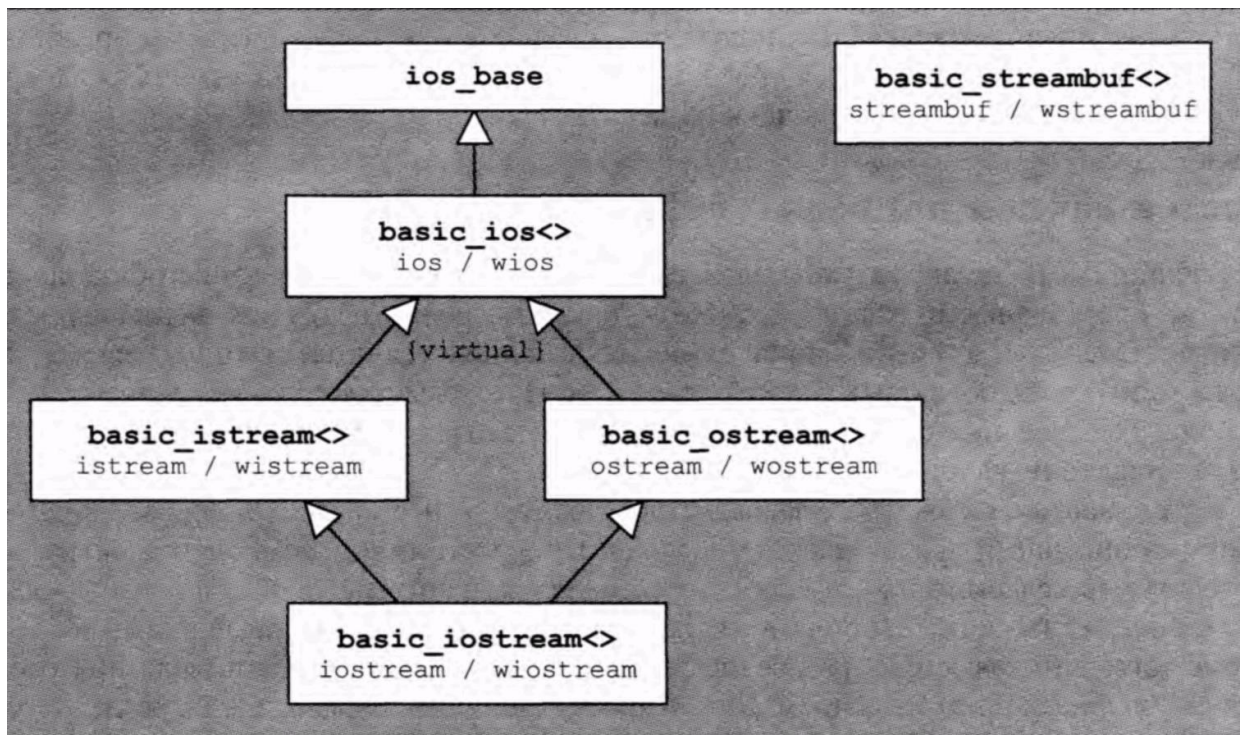 ios_base
basic_streambuf<>
streambuf / wstreambuf
basic_ios<>
ios / wios
{virtual}
basic_istream<>
istream / wistream
basic_ostream<>
ostream / wostream
basic_iostream<>
iostream / wiostream